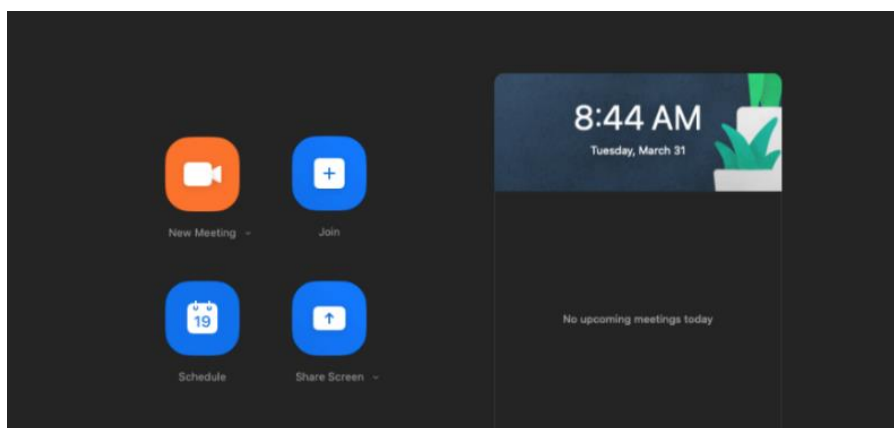 8:44 AM
Tuesday, March 31
New Meeting
Join
19
Schedule
Share Screen
No upcoming meetings today